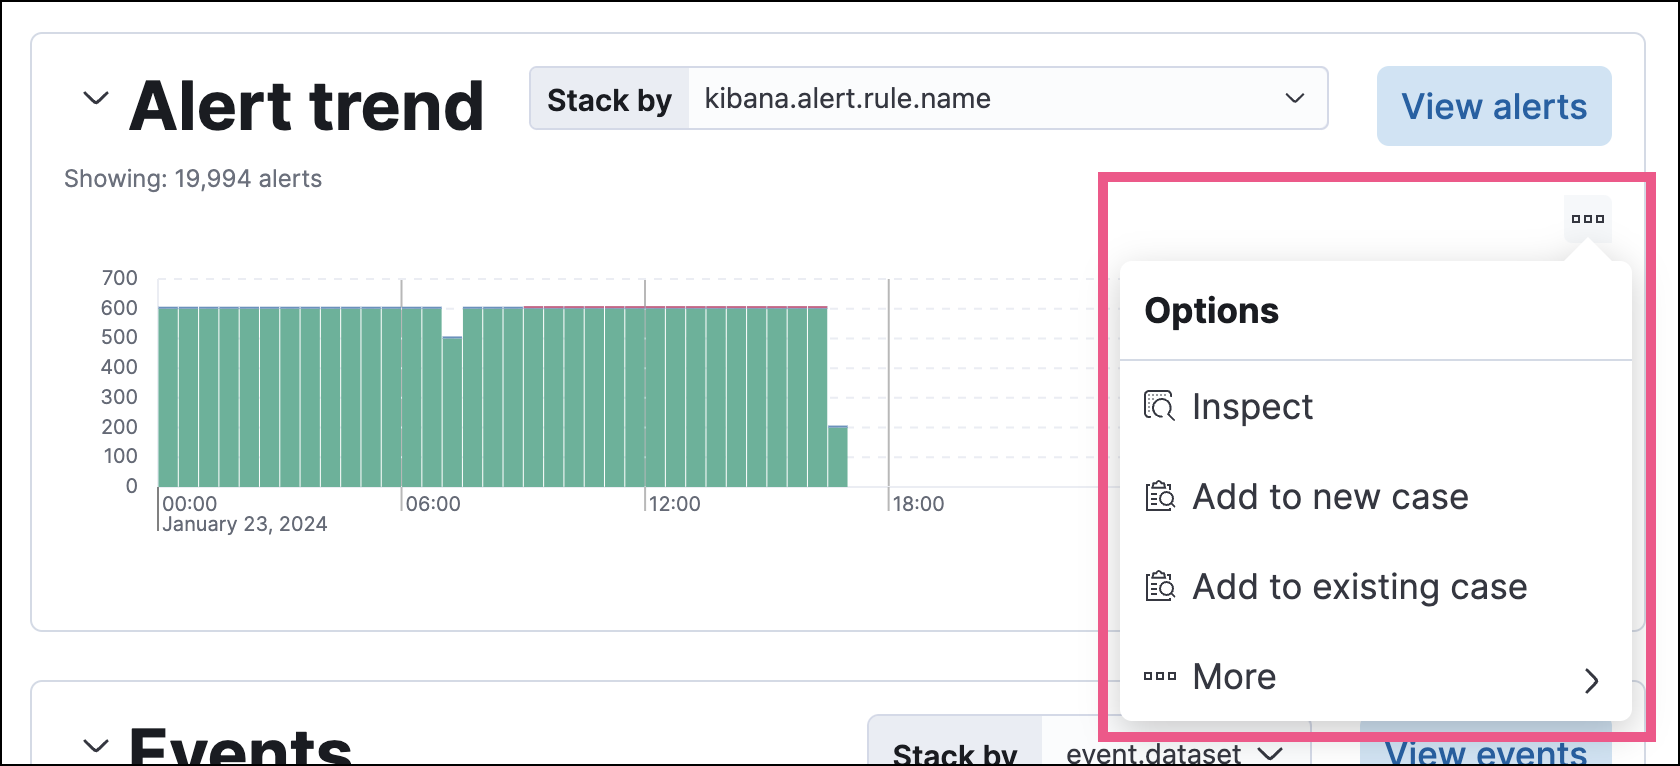 Alert trend
Stack by kibana.alert.rule.name
View alerts
Showing: 19,994 alerts
700
600
500
400
300
200
100
0
00:00 06:00 12:00 18:00
January 23, 2024
Options
Inspect
Add to new case
Add to existing case
More
Events
Stack by event.dataset
View events